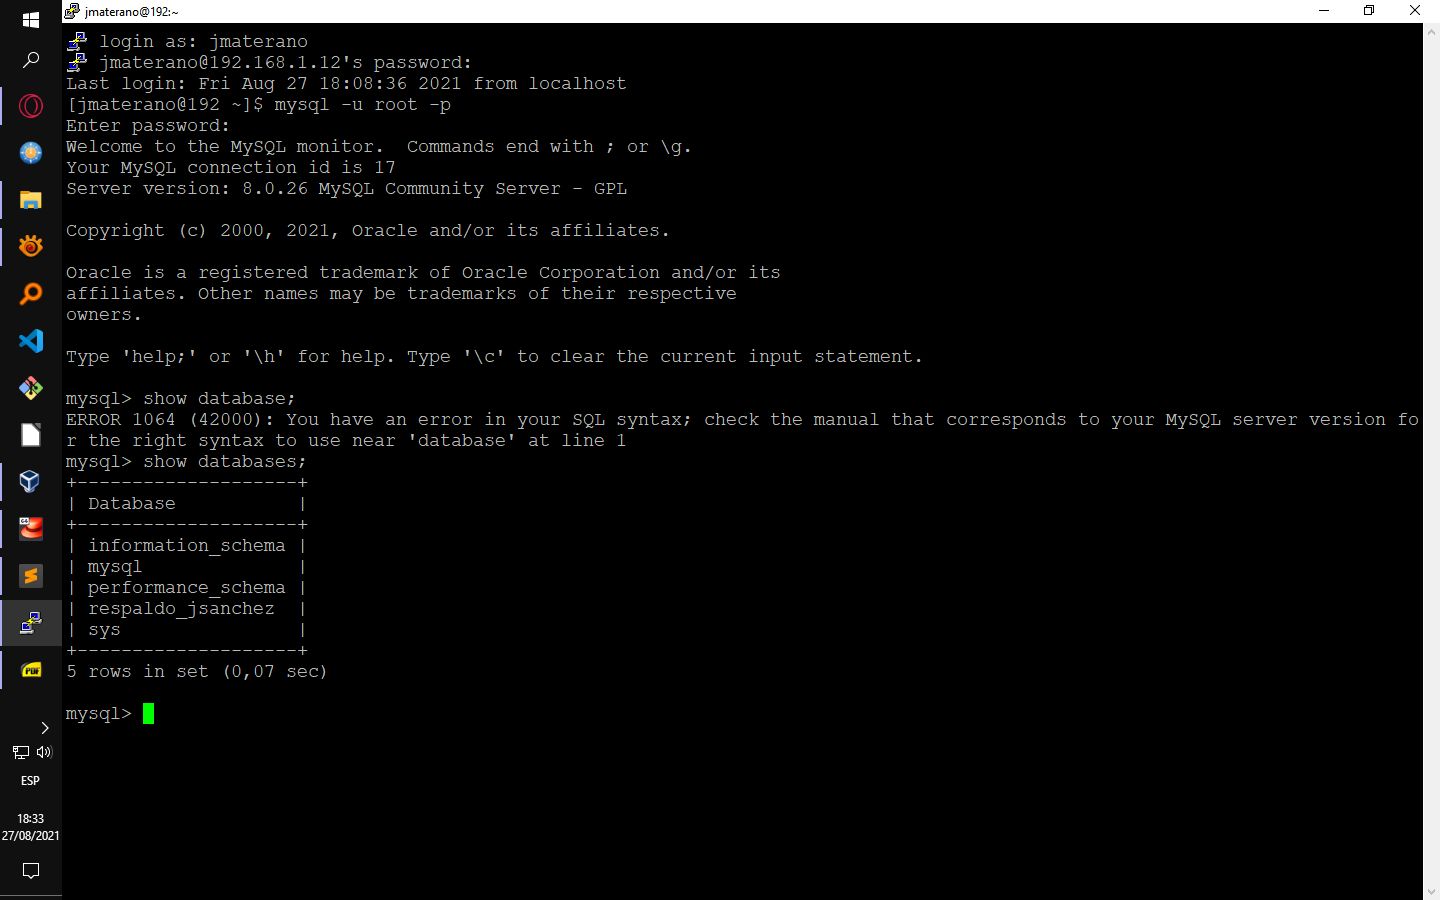 jmaterano@192:~
login as: jmaterano
jmaterano@192.168.1.12's password:
Last login: Fri Aug 27 18:08:36 2021 from localhost
[jmaterano@192 ~]$ mysql -u root -p
Enter password:
Welcome to the MySQL monitor.  Commands end with ; or \g.
Your MySQL connection id is 17
Server version: 8.0.26 MySQL Community Server - GPL
Copyright (c) 2000, 2021, Oracle and/or its affiliates.
Oracle is a registered trademark of Oracle Corporation and/or its
affiliates. Other names may be trademarks of their respective
owners.
Type 'help;' or '\h' for help. Type '\c' to clear the current input statement.
mysql> show database;
ERROR 1064 (42000): You have an error in your SQL syntax; check the manual that corresponds to your MySQL server version fo
r the right syntax to use near 'database' at line 1
mysql> show databases;
+--------------------+
| Database           |
+--------------------+
| information_schema |
| mysql              |
| performance_schema |
| respaldo_jsanchez  |
| sys                |
+--------------------+
5 rows in set (0,07 sec)
mysql>
PDF
ESP
18:33
27/08/2021